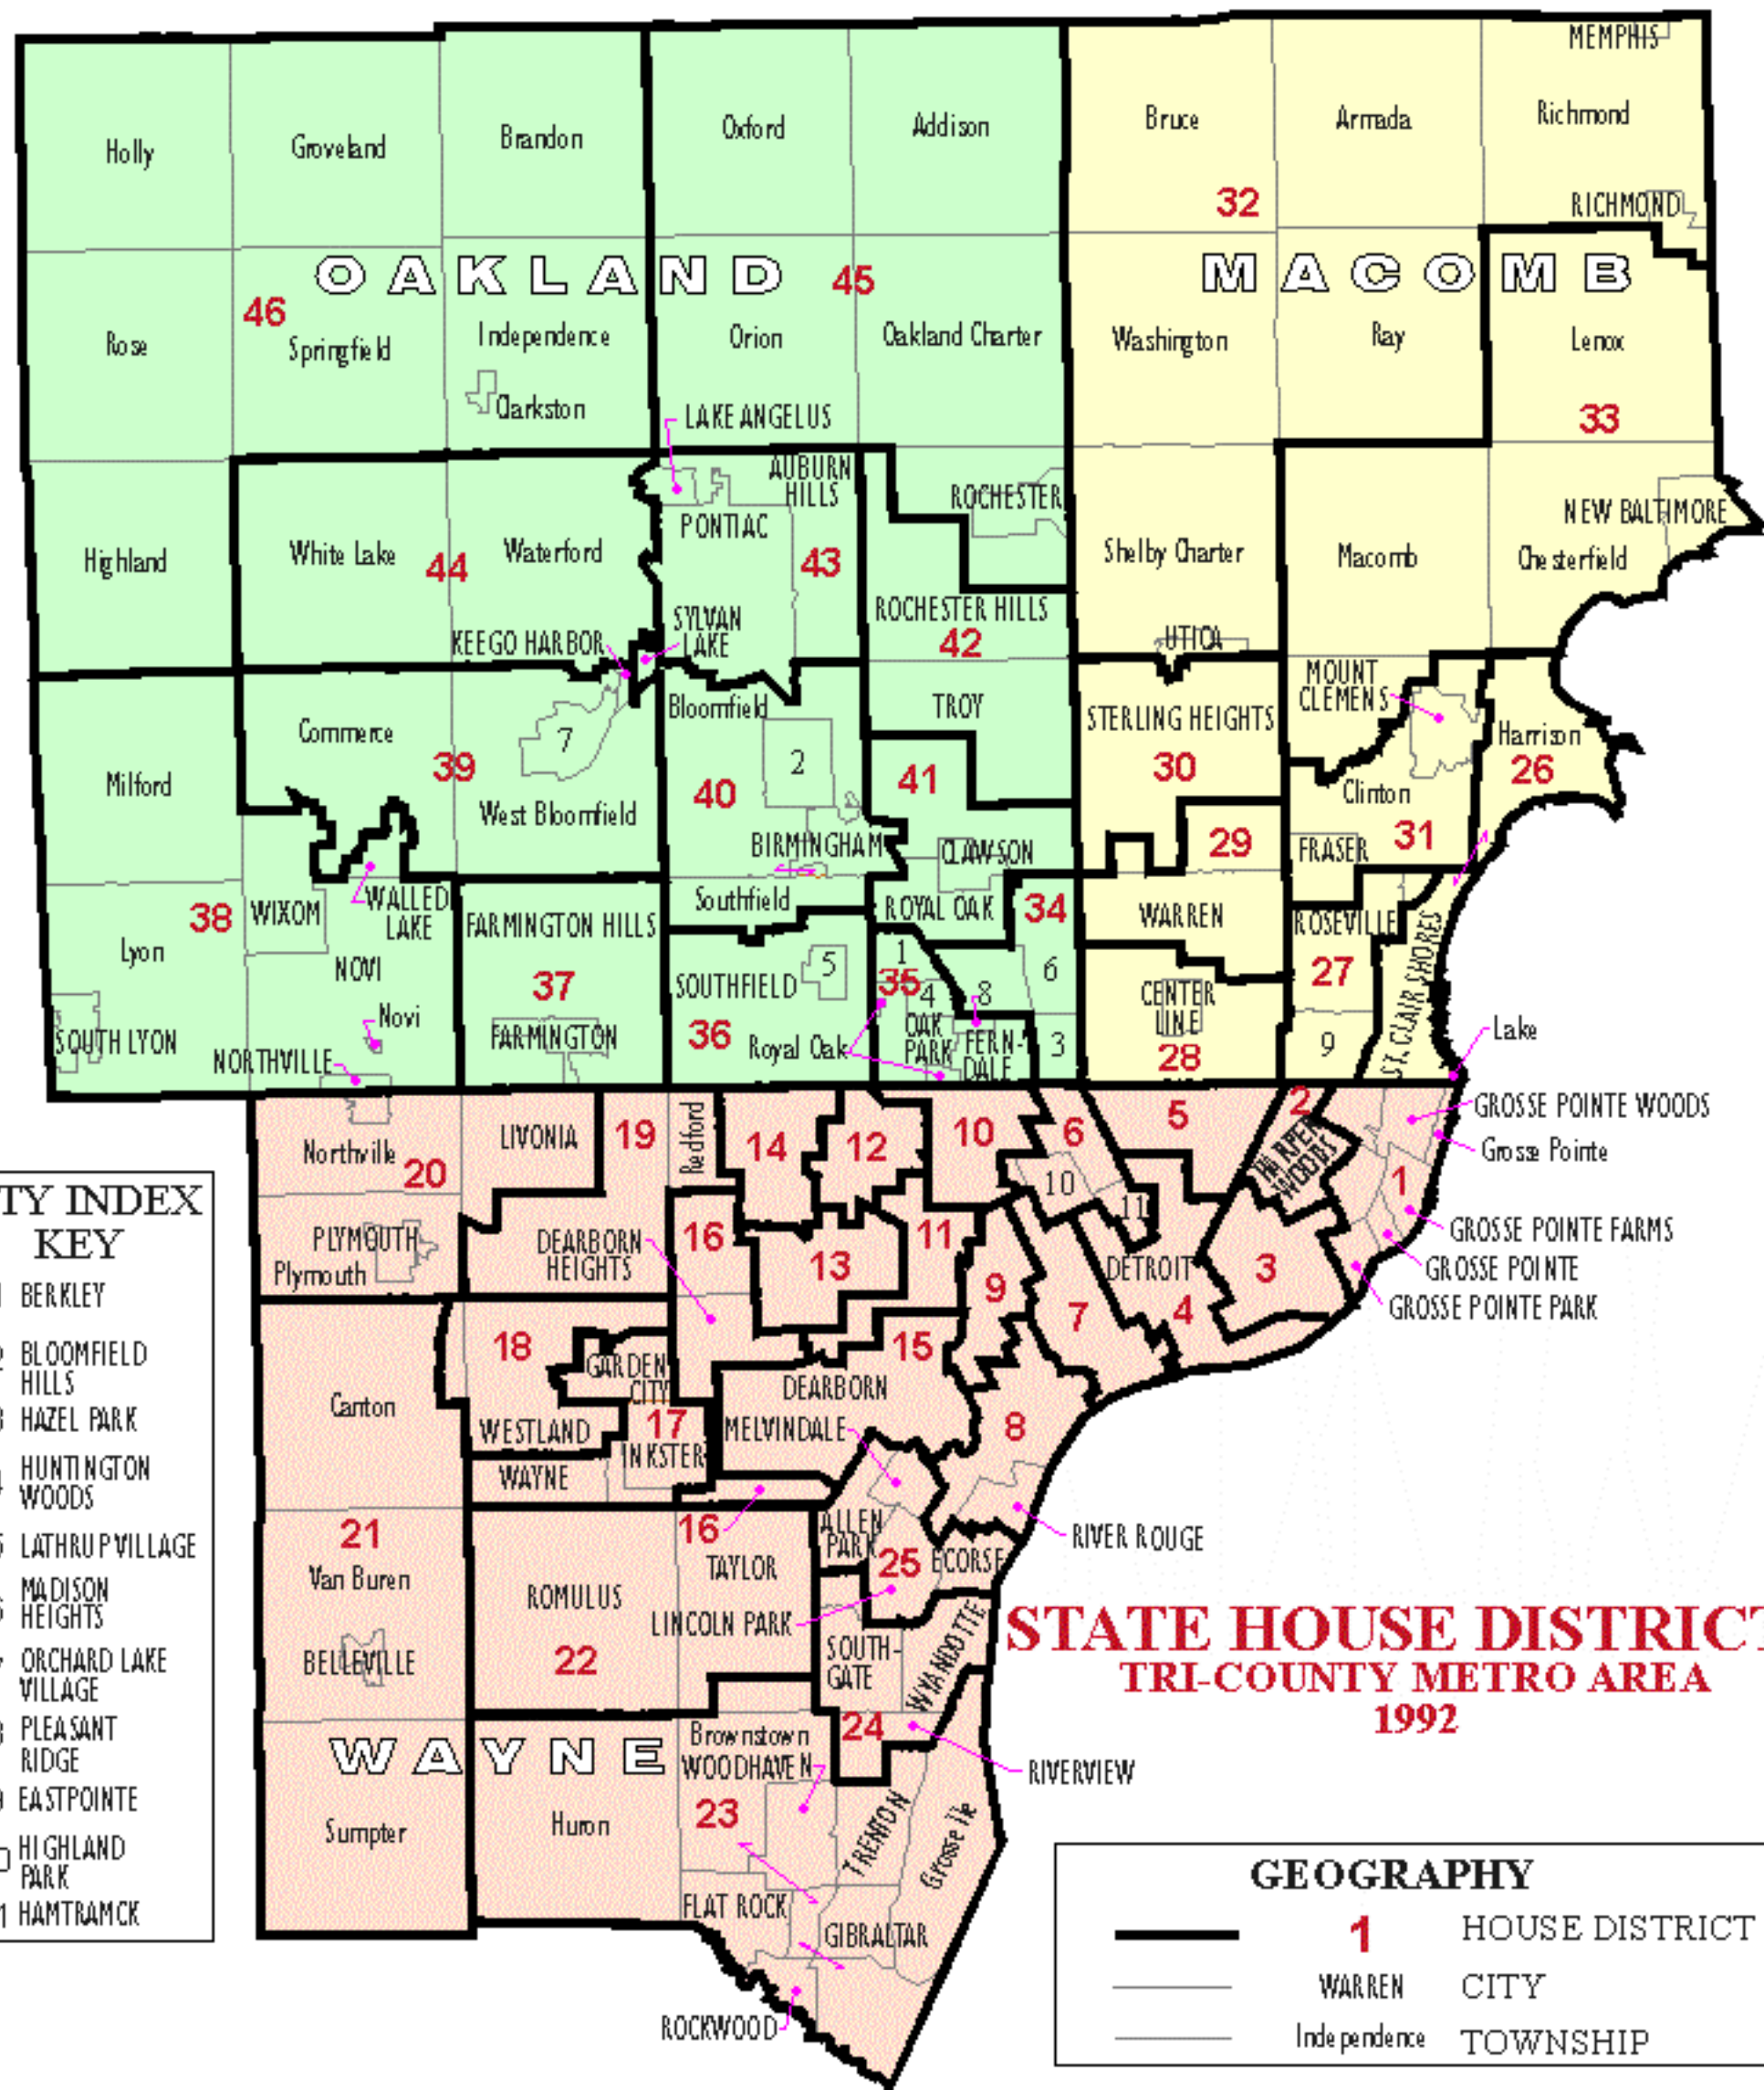 MEMPHIS
Holly
Groveland
Brandon
Oxford
Addison
Bruce
Armada
Richmond
32
RICHMOND
OAKLAND
MACOMB
46
45
Rose
Springfield
Independence
Orion
Oakland Charter
Washington
Ray
Lenox
Clarkston
LAKE ANGELUS
33
AUBURN
HILLS
ROCHESTER
PONTIAC
NEW BALTIMORE
Highland
White Lake
44
Waterford
43
Shelby Charter
Macomb
Chesterfield
ROCHESTER HILLS
42
KEEGO HARBOR
SYLVAN
LAKE
UTICA
MOUNT
CLEMENS
Bloomfield
TROY
STERLING HEIGHTS
Harrison
Commerce
7
2
39
40
41
30
26
Milford
West Bloomfield
Clinton
BIRMINGHAM
CLAWSON
29
FRASER
31
Southfield
38
WIXOM
WALLED
LAKE
FARMINGTON HILLS
ROYAL OAK
34
WARREN
ROSEVILLE
ST. CLAIR SHORES
Lyon
NOVI
37
SOUTHFIELD
5
1
35
4
8
6
27
CENTER
LINE
SOUTH LYON
Novi
FARMINGTON
36
Royal Oak
OAK
PARK
FERN-
DALE
3
28
9
Lake
NORTHVILLE
Northville
20
LIVONIA
19
Redford
14
12
10
6
5
2
HARPER
WOODS
GROSSE POINTE WOODS
Grosse Pointe
10
11
1
PLYMOUTH
Plymouth
DEARBORN
HEIGHTS
16
13
11
9
7
DETROIT
4
3
GROSSE POINTE FARMS
GROSSE POINTE
GROSSE POINTE PARK
TY INDEX
KEY
BERKLEY
BLOOMFIELD
HILLS
HAZEL PARK
HUNTINGTON
WOODS
LATHRUP VILLAGE
MADISON
HEIGHTS
ORCHARD LAKE
VILLAGE
PLEASANT
RIDGE
EASTPOINTE
HIGHLAND
PARK
HAMTRAMCK
18
GARDEN
CITY
15
DEARBORN
Canton
WESTLAND
17
INKSTER
MELVINDALE
8
WAYNE
21
16
ALLEN
PARK
25
ECORSE
RIVER ROUGE
Van Buren
ROMULUS
TAYLOR
LINCOLN PARK
BELLEVILLE
22
SOUTH-
GATE
WYANDOTTE
STATE HOUSE DISTRICT
TRI-COUNTY METRO AREA
1992
WAYNE
Brownstown
24
WOODHAVEN
RIVERVIEW
Sumpter
Huron
23
TRENTON
Grosse Ile
FLAT ROCK
GIBRALTAR
ROCKWOOD
GEOGRAPHY
1 HOUSE DISTRICT
WARREN CITY
Independence TOWNSHIP